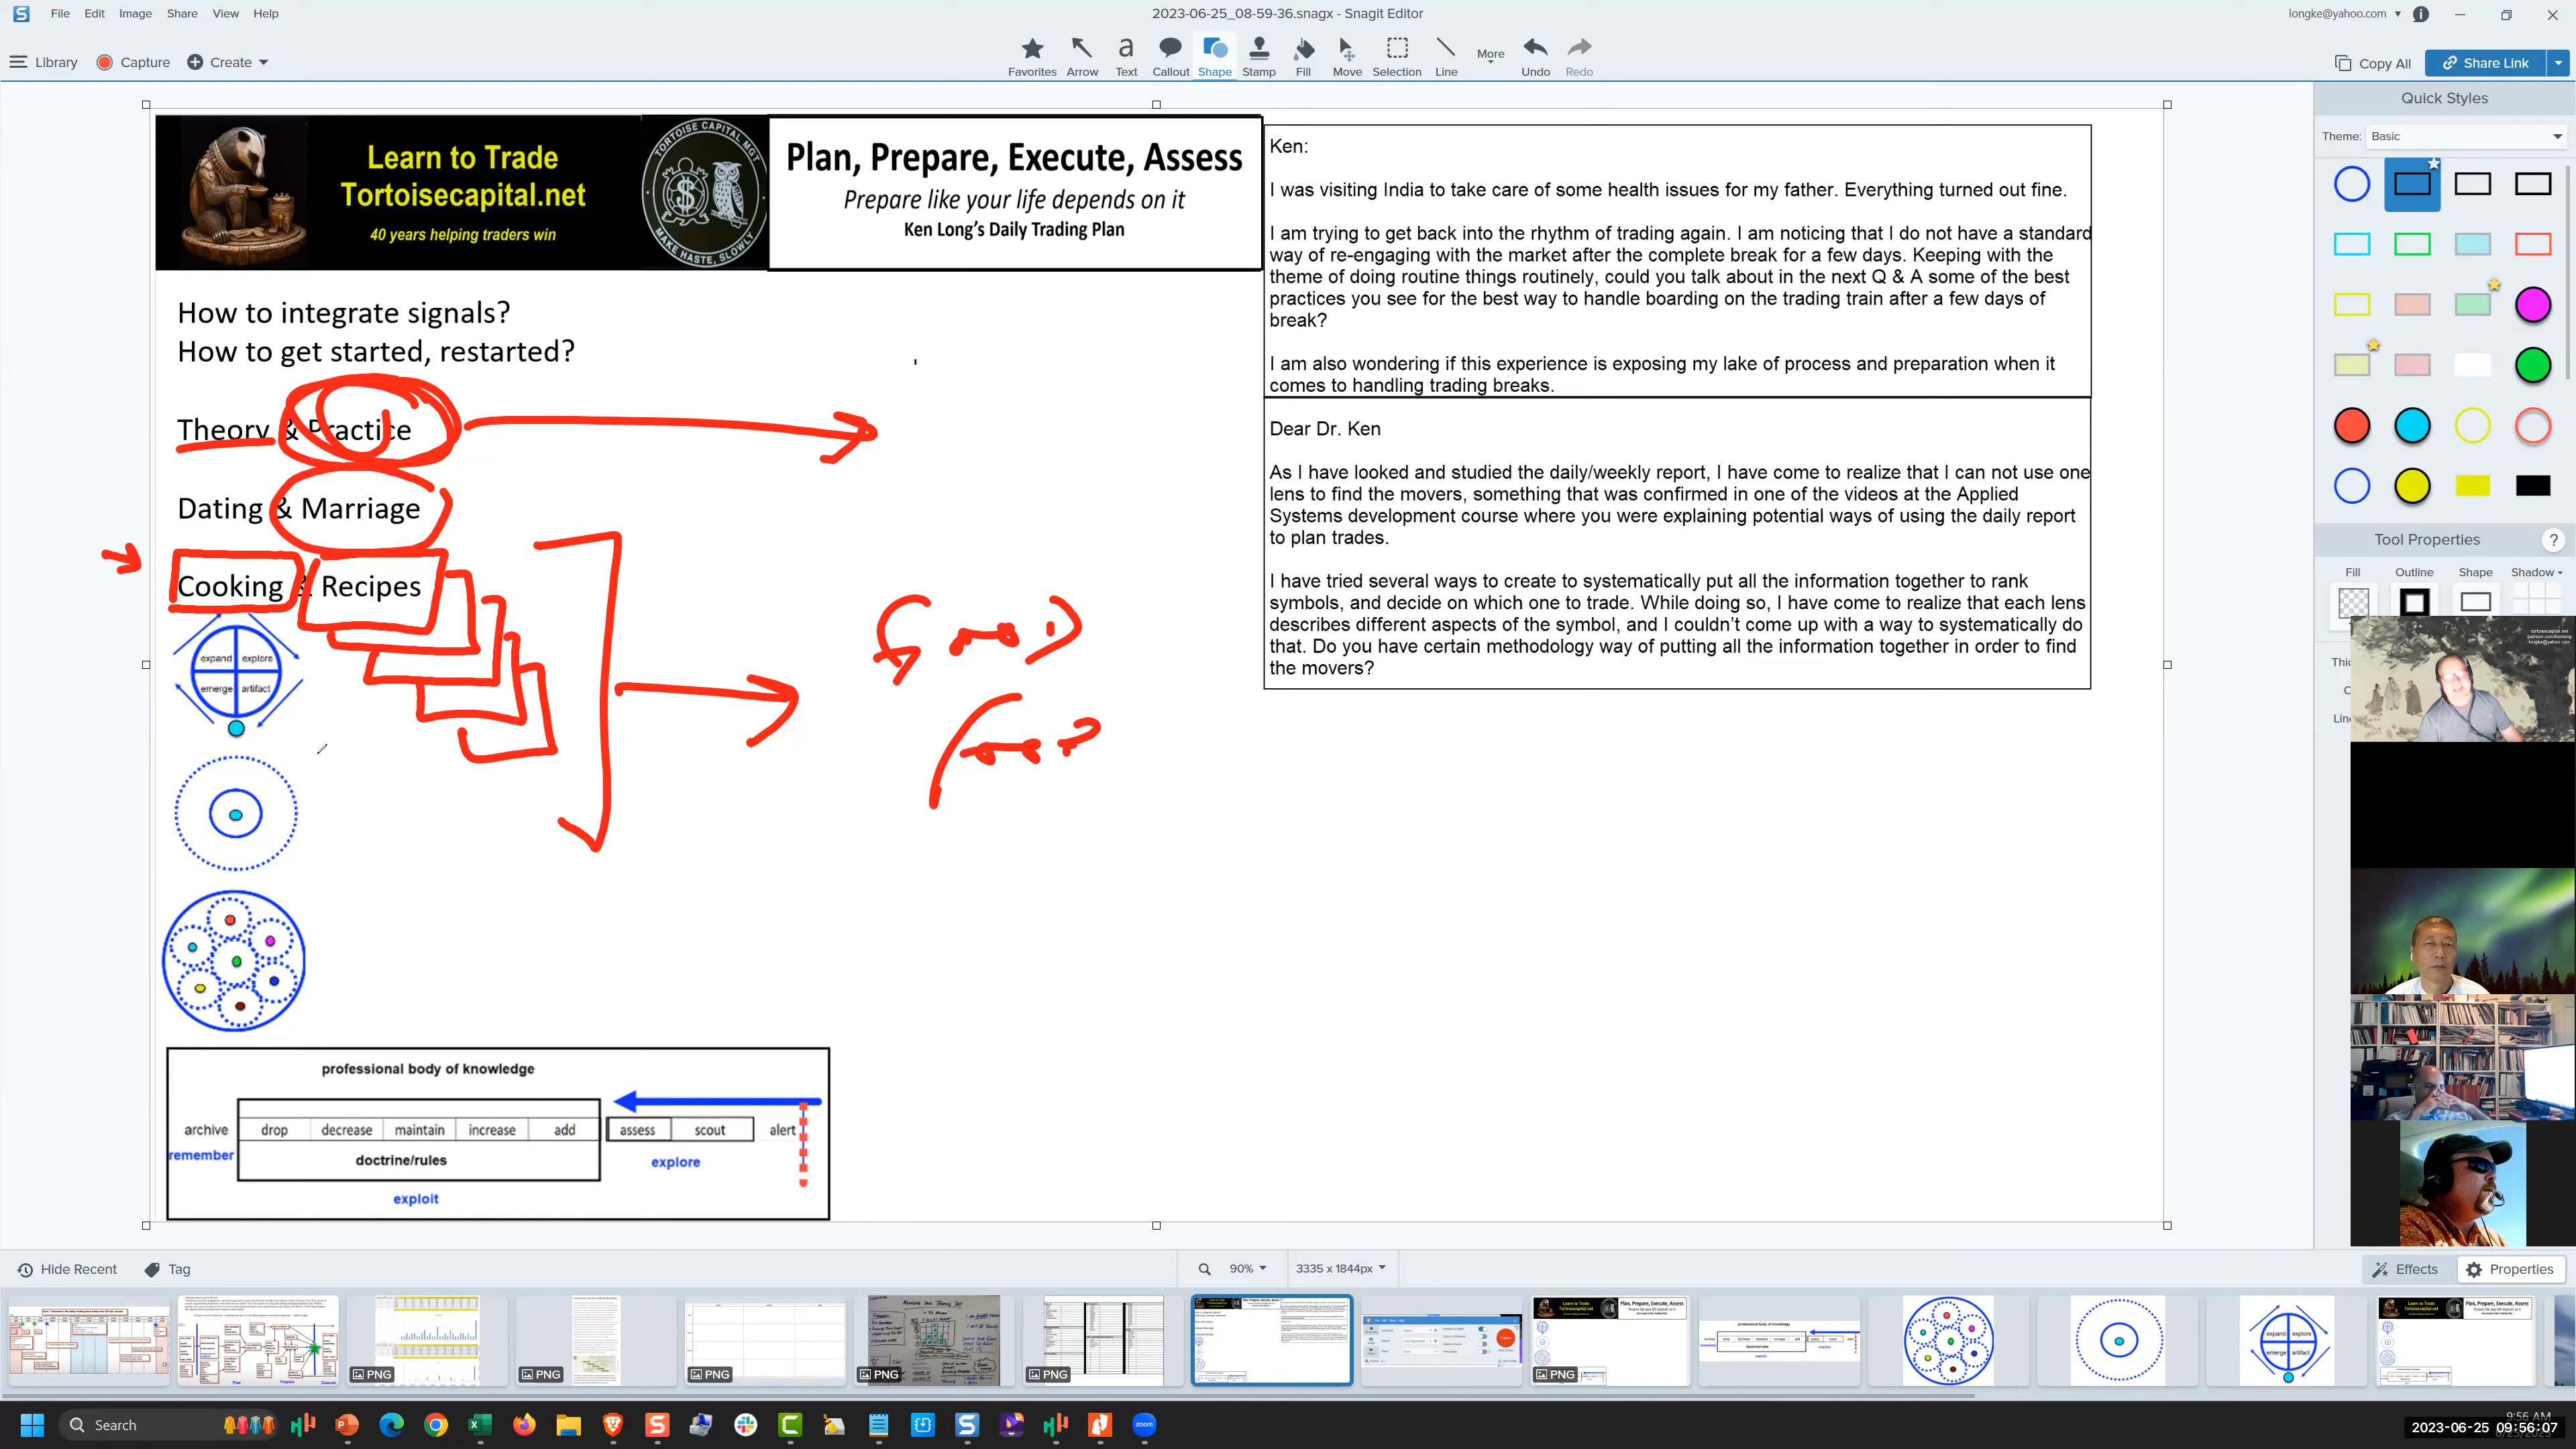 File Edit Image Share View Help
2023-06-25_08-59-36.snagx - Snagit Editor
longke@yahoo.com
Library Capture Create
Favorites Arrow Text Callout Shape Stamp Fill Move Selection Line More Undo Redo
Copy All Share Link
Learn to Trade
Tortoisecapital.net
40 years helping traders win
TORTOISE CAPITAL MGT
MAKE HASTE, SLOWLY
Plan, Prepare, Execute, Assess
Prepare like your life depends on it
Ken Long's Daily Trading Plan
How to integrate signals?
How to get started, restarted?
Theory & Practice
Dating & Marriage
Cooking & Recipes
expand explore
emerge artifact
professional body of knowledge
archive drop decrease maintain increase add assess scout alert
remember doctrine/rules explore
exploit
Ken:
I was visiting India to take care of some health issues for my father. Everything turned out fine.
I am trying to get back into the rhythm of trading again. I am noticing that I do not have a standard
way of re-engaging with the market after the complete break for a few days. Keeping with the
theme of doing routine things routinely, could you talk about in the next Q & A some of the best
practices you see for the best way to handle boarding on the trading train after a few days of
break?
I am also wondering if this experience is exposing my lake of process and preparation when it
comes to handling trading breaks.
Dear Dr. Ken
As I have looked and studied the daily/weekly report, I have come to realize that I can not use one
lens to find the movers, something that was confirmed in one of the videos at the Applied
Systems development course where you were explaining potential ways of using the daily report
to plan trades.
I have tried several ways to create to systematically put all the information together to rank
symbols, and decide on which one to trade. While doing so, I have come to realize that each lens
describes different aspects of the symbol, and I couldn't come up with a way to systematically do
that. Do you have certain methodology way of putting all the information together in order to find
the movers?
Quick Styles
Theme: Basic
Tool Properties ?
Fill Outline Shape Shadow
Hide Recent Tag
90% 3335 x 1844px
Effects Properties
PNG PNG PNG PNG PNG PNG
Search
9:56 AM
2023-06-25 09:56:07